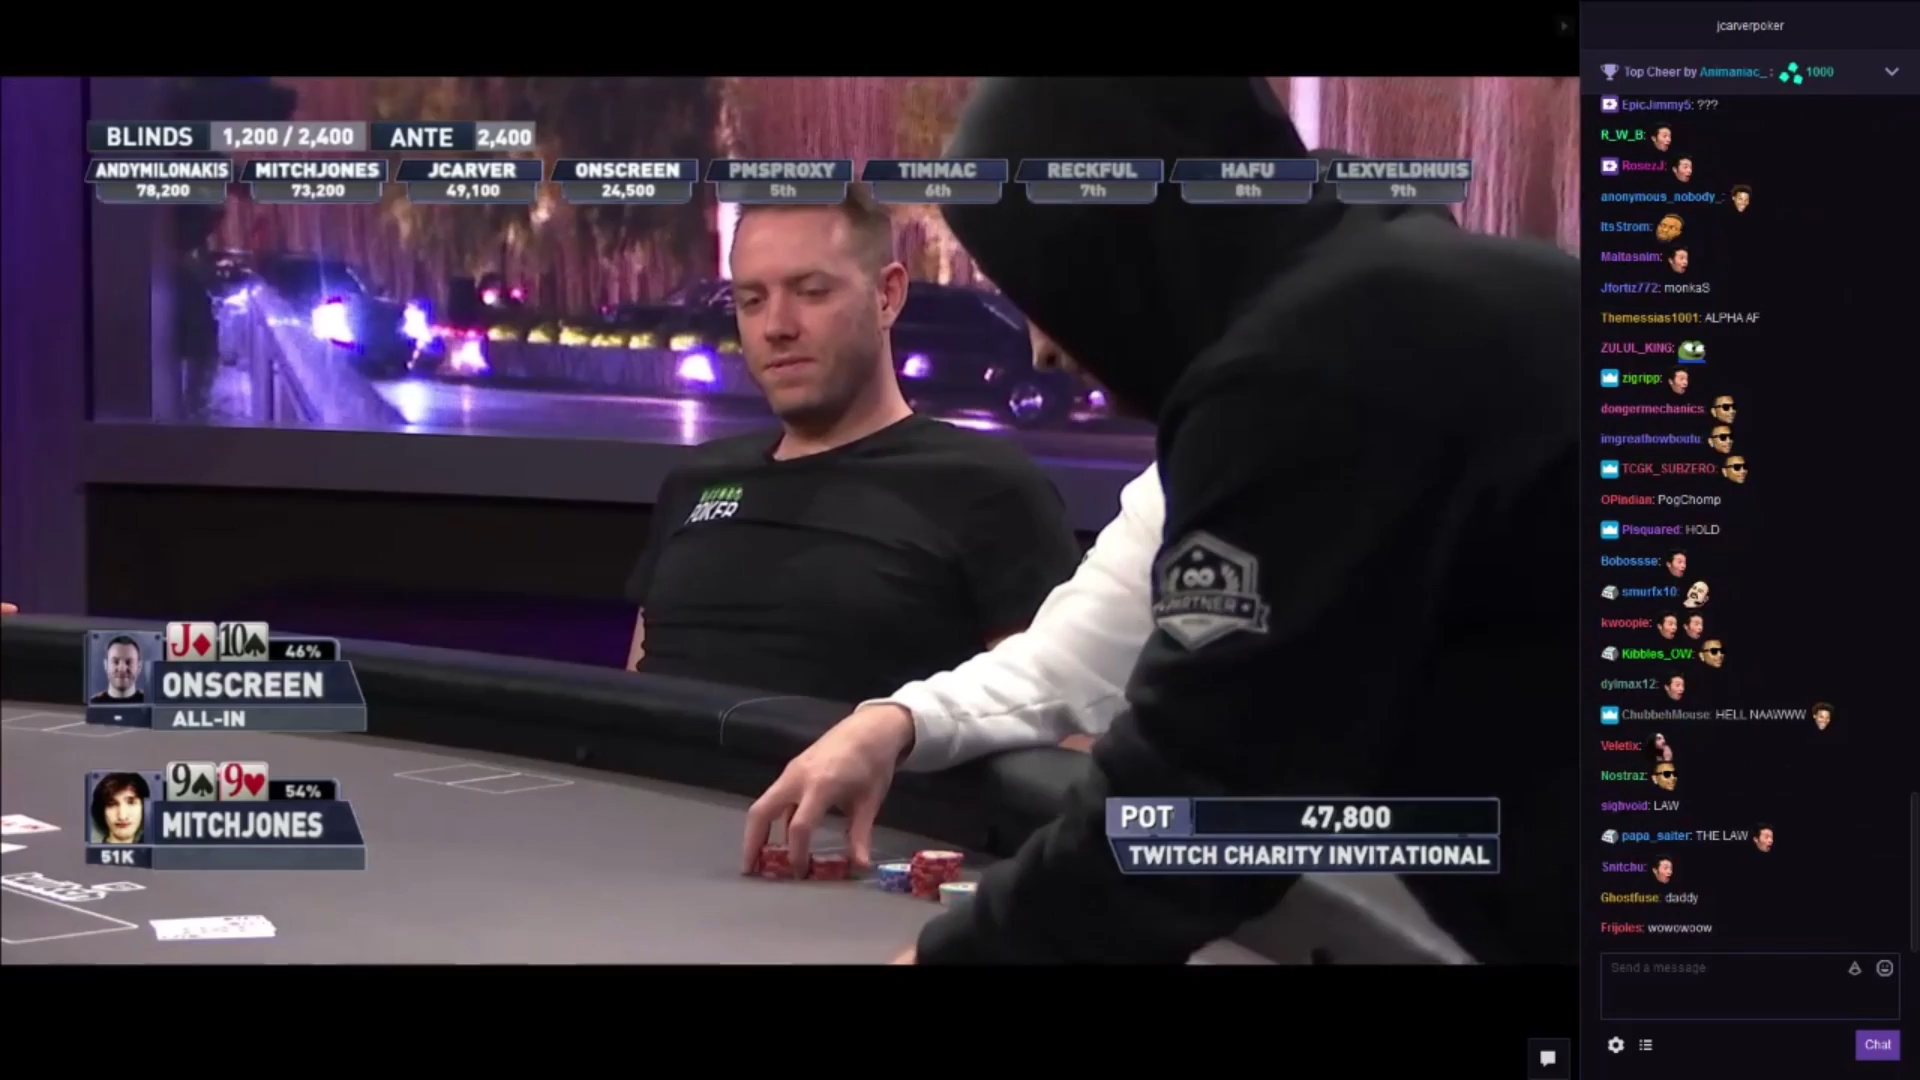 jcarverpoker
Top Cheer by Animaniac_ : 1000
BLINDS 1,200 / 2,400 ANTE 2,400
ANDYMILONAKIS MITCHJONES JCARVER ONSCREEN PMSPROXY TIMMAC RECKFUL HAFU LEXVELDHUIS
78,200 73,200 49,100 24,500 5th 6th 7th 8th 9th
POKER
PARTNER
J♦ 10♠ 46%
ONSCREEN
- ALL-IN
9♠ 9♥ 54%
MITCHJONES
51K
POT 47,800
TWITCH CHARITY INVITATIONAL
EpicJimmy5: ???
R_W_B:
RosezJ:
anonymous_nobody_:
ItsStrom:
Maltasnim:
Jfortiz772: monkaS
Themessias1001: ALPHA AF
ZULUL_KING:
zigripp:
dongermechanics:
imgreathowboutu:
TCGK_SUBZERO:
OPindian: PogChomp
Pisquared: HOLD
Bobossse:
smurfx10:
kwoopie:
Kibbles_OW:
dylmax12:
ChubbehMouse: HELL NAAWWW
Veletix:
Nostraz:
sighvoid: LAW
papa_salter: THE LAW
Snitchu:
Ghostfuse: daddy
Frijoles: wowowoow
Send a message
Chat